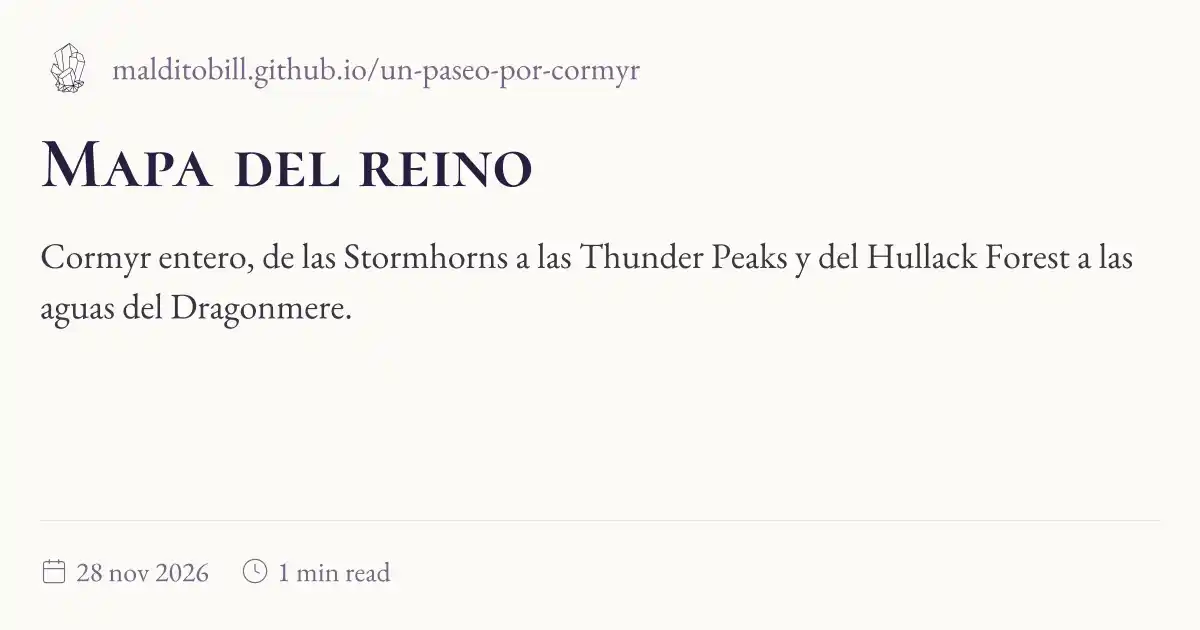 malditobill.github.io/un-paseo-por-cormyr
Mapa del reino
Cormyr entero, de las Stormhorns a las Thunder Peaks y del Hullack Forest a las
aguas del Dragonmere.
28 nov 2026 1 min read